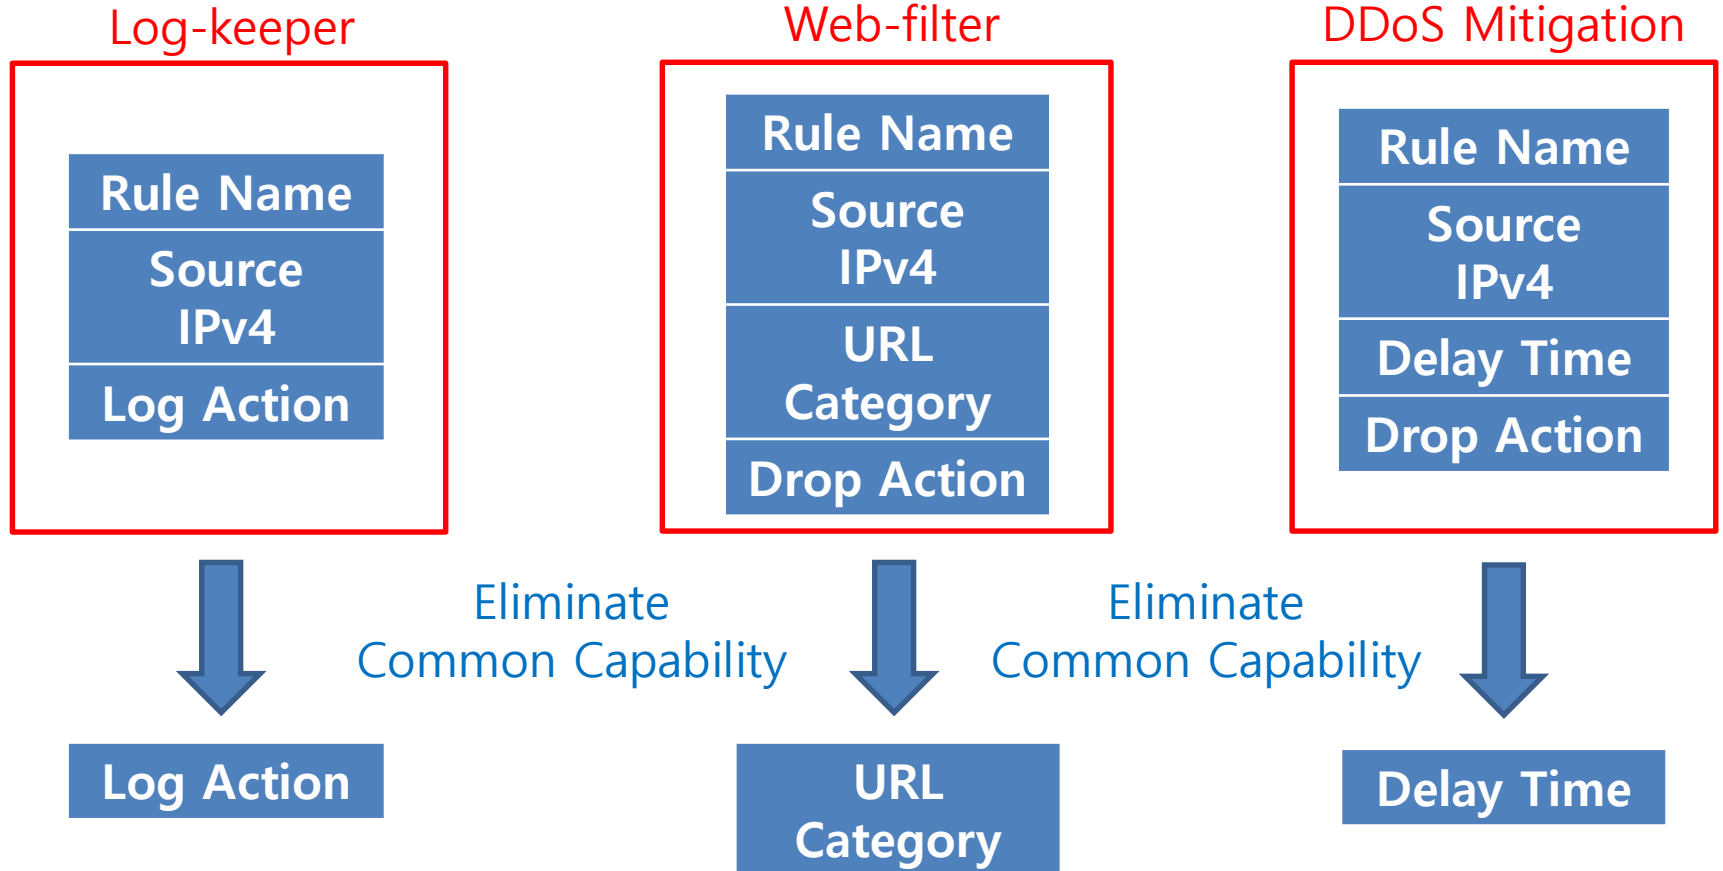 Log-keeper
Rule Name
Source
IPv4
Log Action
Web-filter
Rule Name
Source
IPv4
URL
Category
Drop Action
DDoS Mitigation
Rule Name
Source
IPv4
Delay Time
Drop Action
Eliminate
Common Capability
Eliminate
Common Capability
Log Action
URL
Category
Delay Time